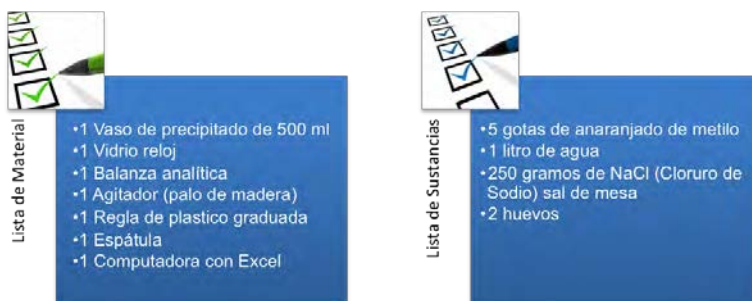 Lista de Material
•1 Vaso de precipitado de 500 ml
•1 Vidrio reloj
•1 Balanza analítica
•1 Agitador (palo de madera)
•1 Regla de plastico graduada
•1 Espátula
•1 Computadora con Excel
Lista de Sustancias
•5 gotas de anaranjado de metilo
•1 litro de agua
•250 gramos de NaCl (Cloruro de
Sodio) sal de mesa
•2 huevos